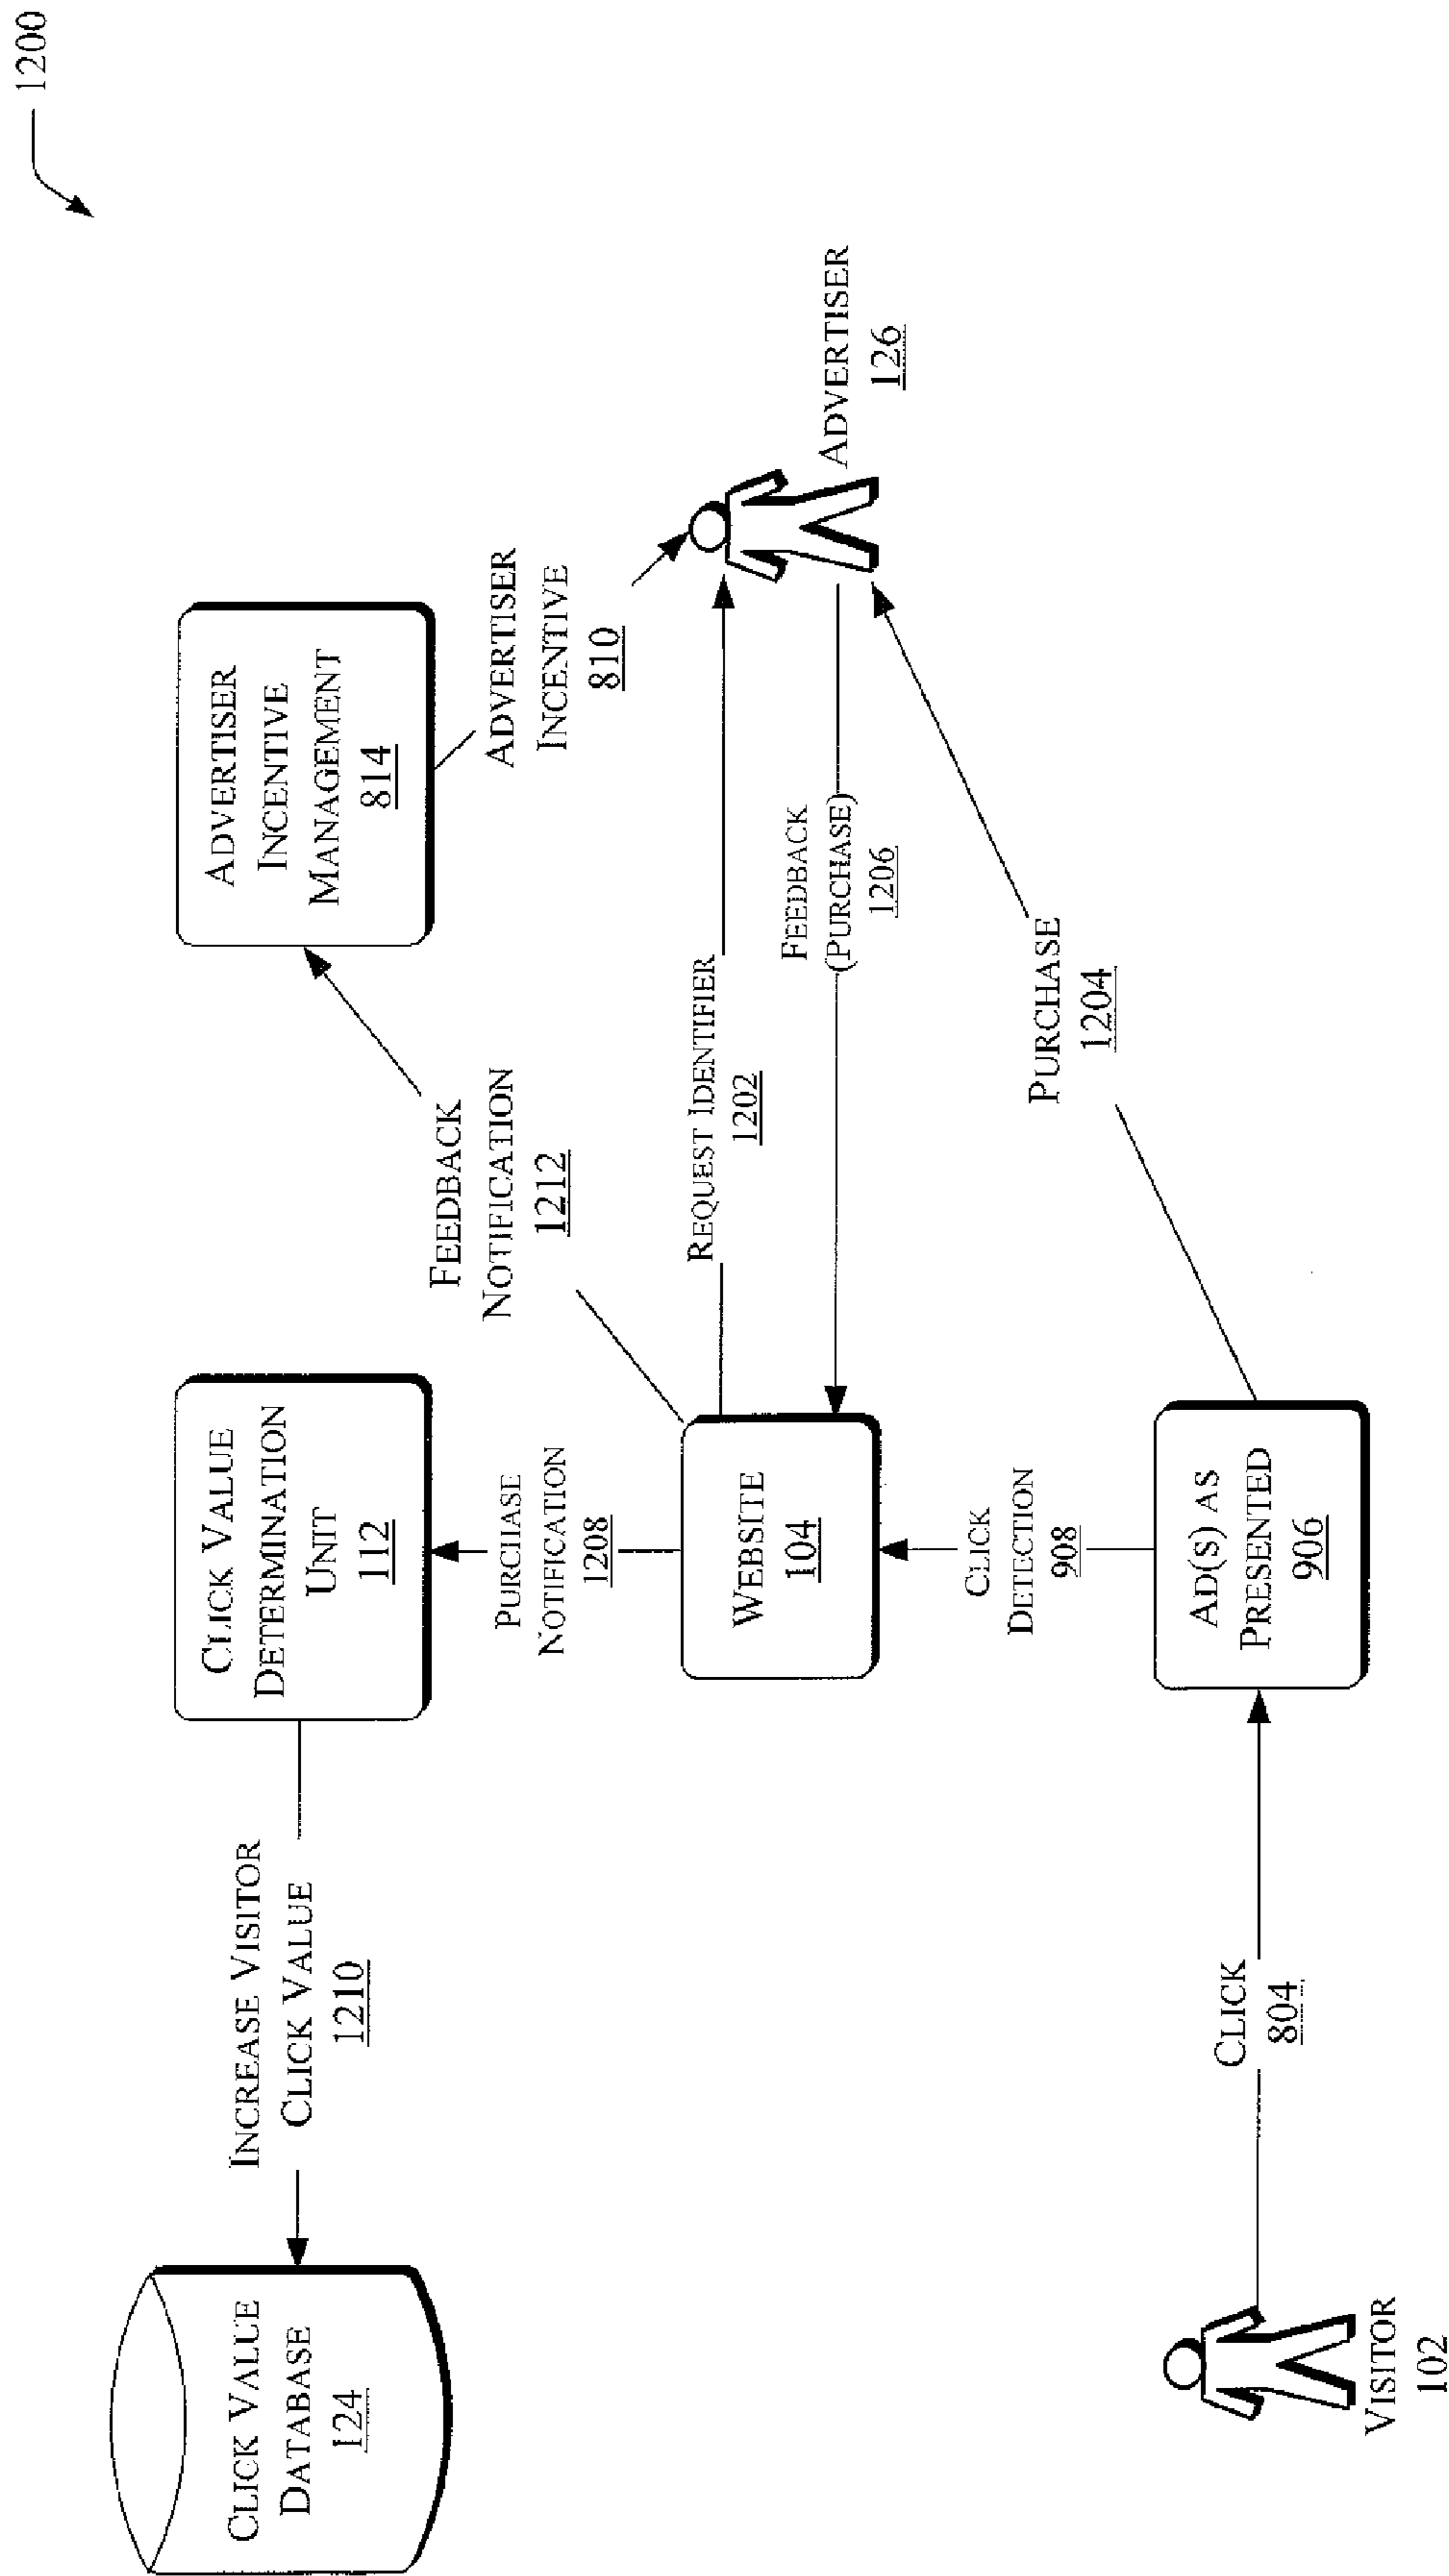 1200
CLICK VALUE
DATABASE
124
INCREASE VISITOR
CLICK VALUE
1210
CLICK VALUE
DETERMINATION
UNIT
112
FEEDBACK
NOTIFICATION
1212
ADVERTISER
INCENTIVE
MANAGEMENT
814
ADVERTISER
INCENTIVE
810
PURCHASE
NOTIFICATION
1208
WEBSITE
104
REQUEST IDENTIFIER
1202
FEEDBACK
(PURCHASE)
1206
ADVERTISER
126
CLICK
DETECTION
908
PURCHASE
1204
VISITOR
102
CLICK
804
AD(S) AS
PRESENTED
906